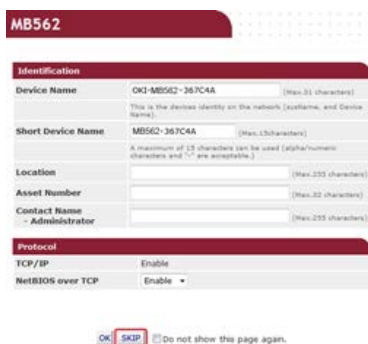 MB562
Identification
Device Name OKI-MB562-367C4A (Max.31 characters)
This is the devices identity on the network (sysName, and Device
Name).
Short Device Name MB562-367C4A (Max.15characters)
A maximum of 15 characters can be used (alpha/numeric
characters and "-" are acceptable.)
Location (Max.255 characters)
Asset Number (Max.32 characters)
Contact Name
- Administrator (Max.255 characters)
Protocol
TCP/IP Enable
NetBIOS over TCP Enable
OK SKIP Do not show this page again.